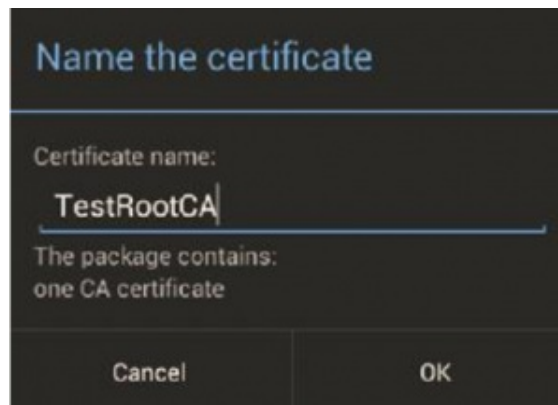 Name the certificate
Certificate name:
TestRootCA
The package contains:
one CA certificate
Cancel
OK